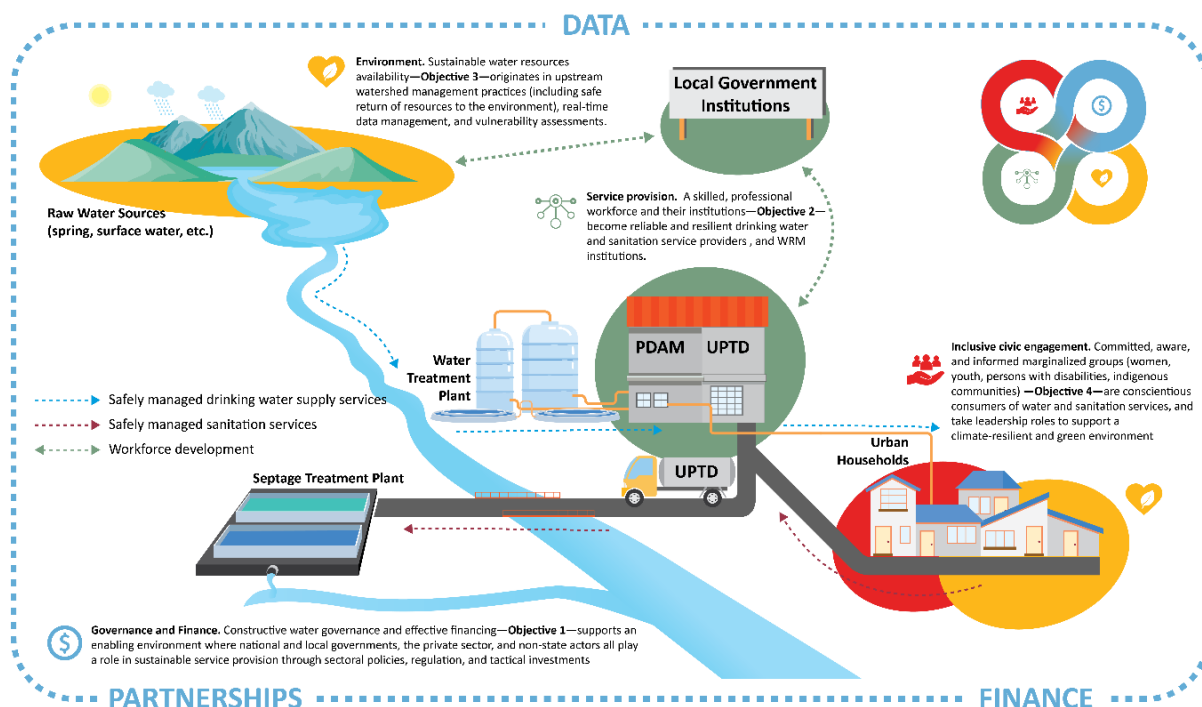 DATA
Environment. Sustainable water resources
availability—Objective 3—originates in upstream
watershed management practices (including safe
return of resources to the environment), real-time
data management, and vulnerability assessments.
Local Government
Institutions
$
Raw Water Sources
(spring, surface water, etc.)
Service provision. A skilled, professional
workforce and their institutions—Objective 2—
become reliable and resilient drinking water
and sanitation service providers , and WRM
institutions.
PDAM UPTD
Water
Treatment
Plant
Inclusive civic engagement. Committed, aware,
and informed marginalized groups (women,
youth, persons with disabilities, indigenous
communities) —Objective 4—are conscientious
consumers of water and sanitation services, and
take leadership roles to support a
climate-resilient and green environment
Safely managed drinking water supply services
Safely managed sanitation services
Workforce development
Urban
Households
UPTD
Septage Treatment Plant
$
Governance and Finance. Constructive water governance and effective financing—Objective 1—supports an
enabling environment where national and local governments, the private sector, and non-state actors all play
a role in sustainable service provision through sectoral policies, regulation, and tactical investments
PARTNERSHIPS
FINANCE